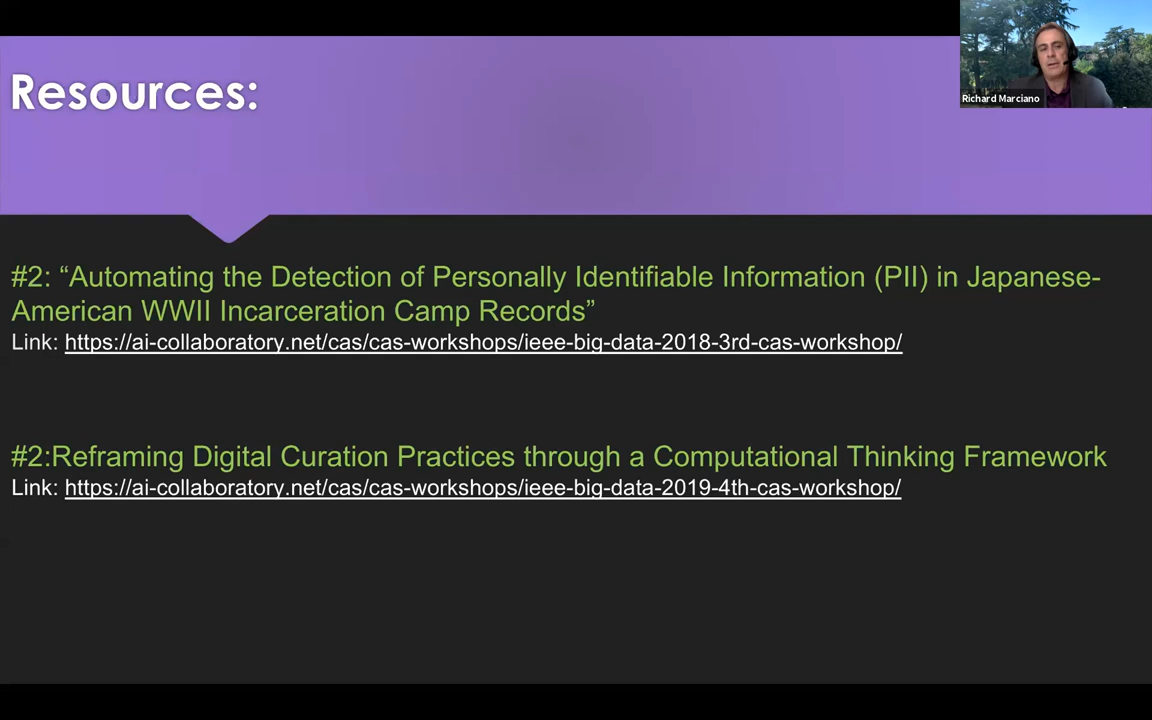 Resources:
Richard Marciano
#2: “Automating the Detection of Personally Identifiable Information (PII) in Japanese-
American WWII Incarceration Camp Records”
Link: https://ai-collaboratory.net/cas/cas-workshops/ieee-big-data-2018-3rd-cas-workshop/
#2:Reframing Digital Curation Practices through a Computational Thinking Framework
Link: https://ai-collaboratory.net/cas/cas-workshops/ieee-big-data-2019-4th-cas-workshop/